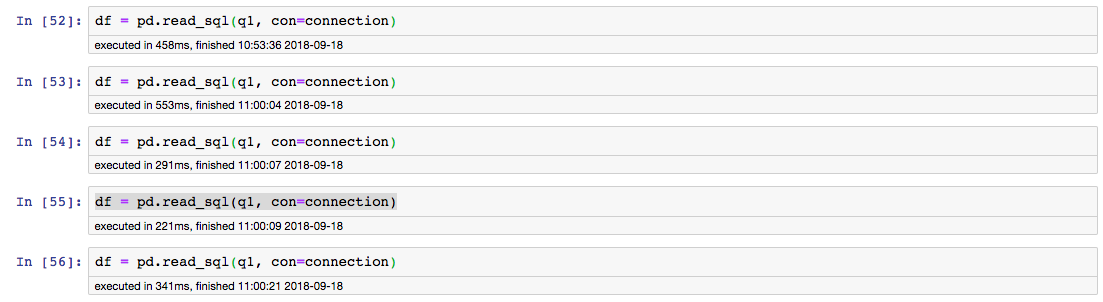 In [52]: df = pd.read_sql(q1, con=connection)
executed in 458ms, finished 10:53:36 2018-09-18
In [53]: df = pd.read_sql(q1, con=connection)
executed in 553ms, finished 11:00:04 2018-09-18
In [54]: df = pd.read_sql(q1, con=connection)
executed in 291ms, finished 11:00:07 2018-09-18
In [55]: df = pd.read_sql(q1, con=connection)
executed in 221ms, finished 11:00:09 2018-09-18
In [56]: df = pd.read_sql(q1, con=connection)
executed in 341ms, finished 11:00:21 2018-09-18